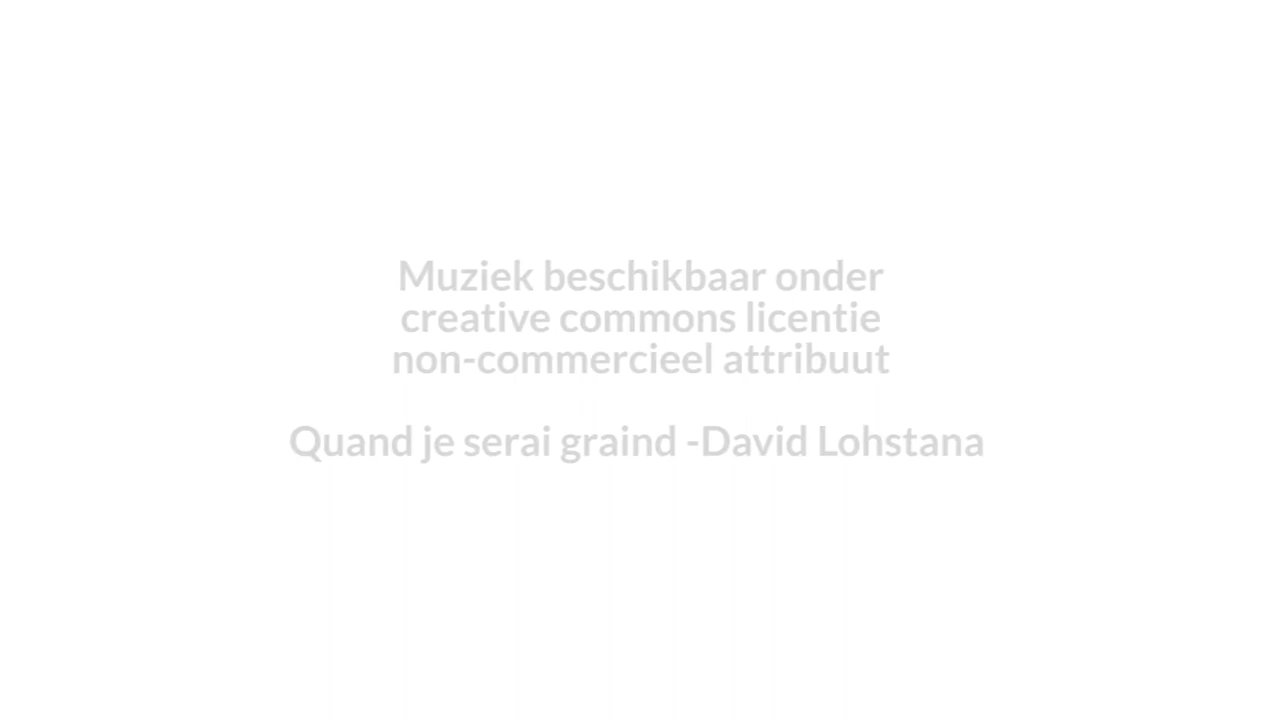 Muziek beschikbaar onder
creative commons licentie
non-commercieel attribuut
Quand je serai graind -David Lohstana